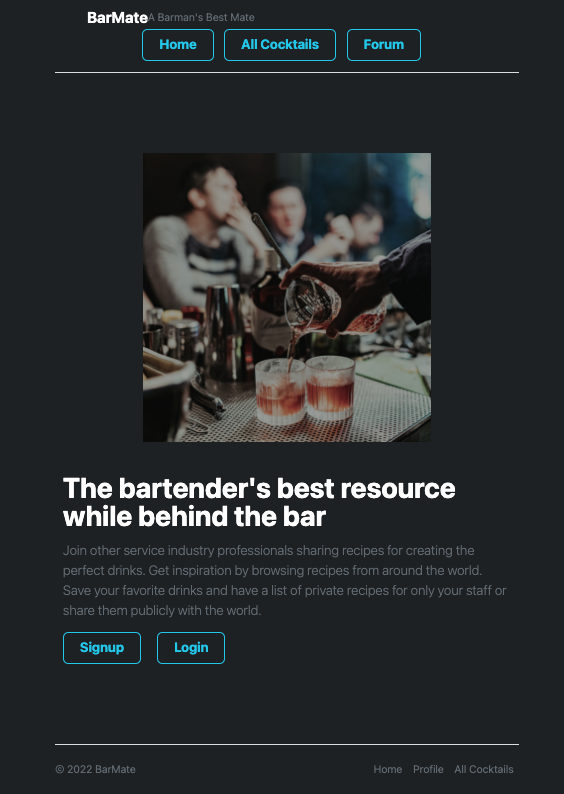 BarMate A Barman's Best Mate
Home All Cocktails Forum
The bartender's best resource
while behind the bar
Join other service industry professionals sharing recipes for creating the
perfect drinks. Get inspiration by browsing recipes from around the world.
Save your favorite drinks and have a list of private recipes for only your staff or
share them publicly with the world.
Signup Login
© 2022 BarMate Home Profile All Cocktails